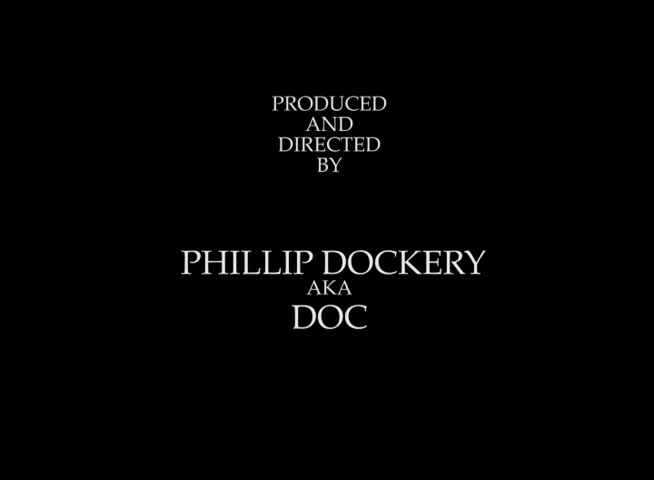 PRODUCED
AND
DIRECTED
BY
PHILLIP DOCKERY
AKA
DOC